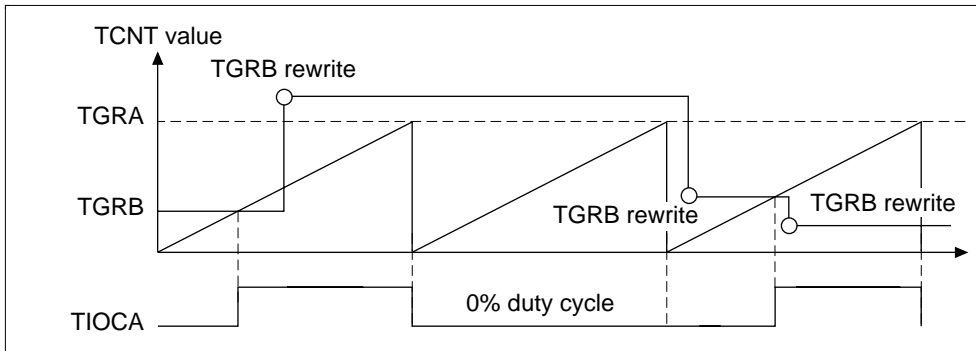 TCNT value
TGRB rewrite
TGRA
TGRB
TGRB rewrite
TGRB rewrite
0% duty cycle
TIOCA